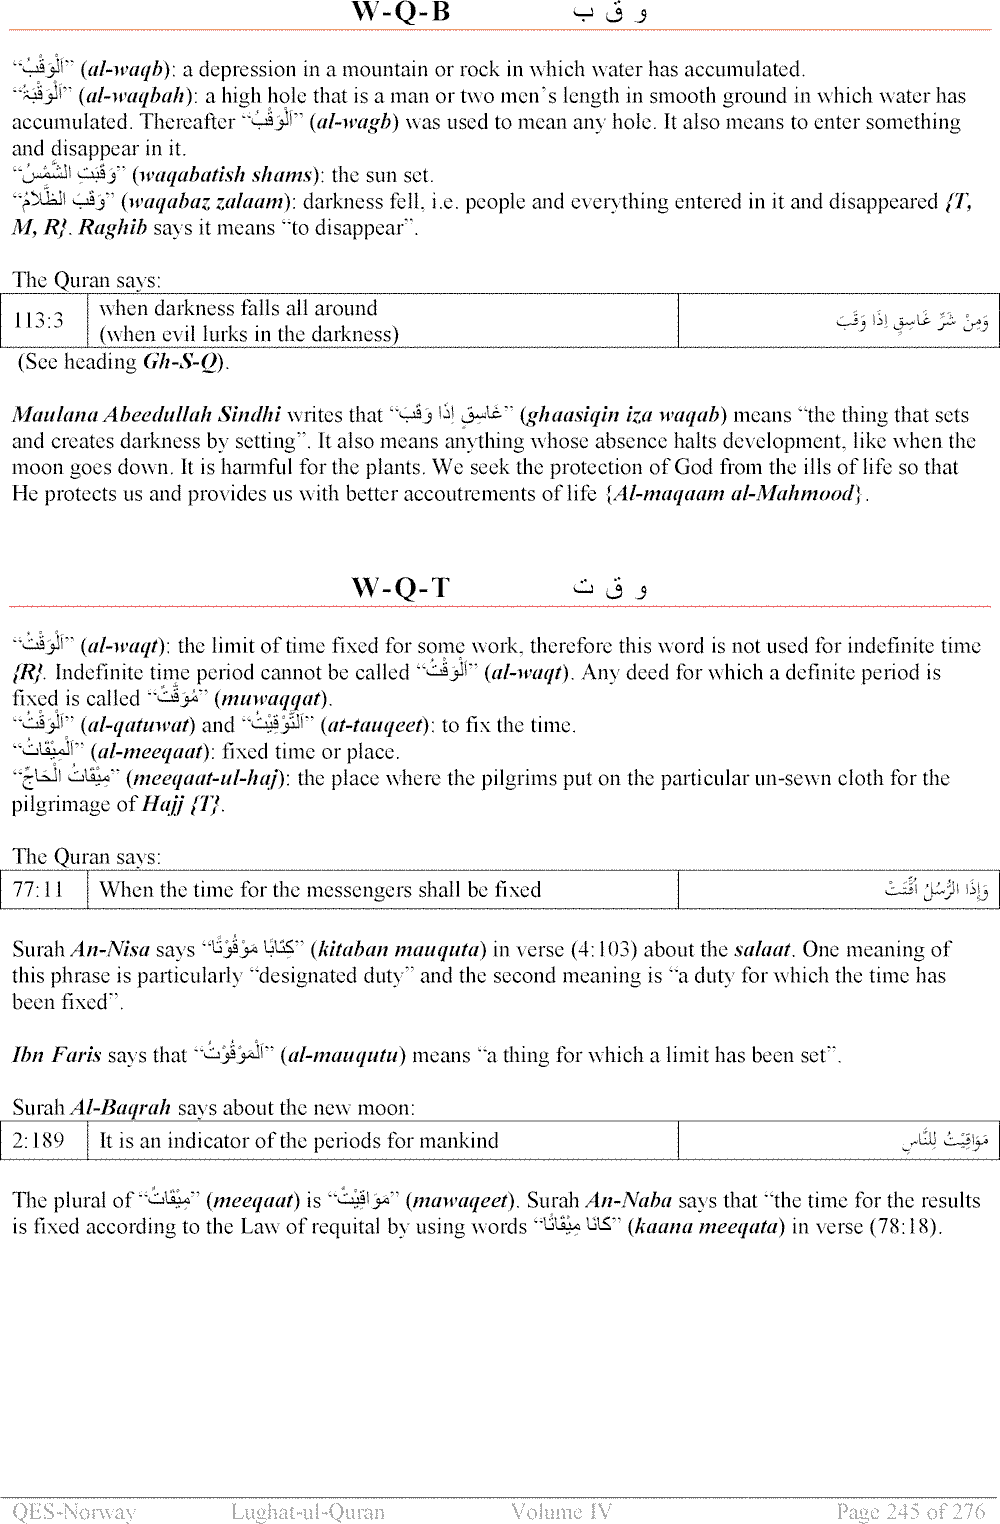 W-Q-B و ق ب
“اَلْوَقْبُ” (al-waqb): a depression in a mountain or rock in which water has accumulated.
“اَلْوَقْبَۃُ” (al-waqbah): a high hole that is a man or two men’s length in smooth ground in which water has
accumulated. Thereafter “اَلْوَقْبُ” (al-wagb) was used to mean any hole. It also means to enter something
and disappear in it.
“وَقَبَتِ الشَّمْسُ” (waqabatish shams): the sun set.
“وَقَبَ الظَّلَامُ” (waqabaz zalaam): darkness fell, i.e. people and everything entered in it and disappeared {T,
M, R}. Raghib says it means “to disappear”.
The Quran says:
113:3 when darkness falls all around
(when evil lurks in the darkness) وَمِنْ شَرِّ غَاسِقٍ اِذَا وَقَبَ
(See heading Gh-S-Q).
Maulana Abeedullah Sindhi writes that “غَاسِقٍ اِذَا وَقَبَ” (ghaasiqin iza waqab) means “the thing that sets
and creates darkness by setting”. It also means anything whose absence halts development, like when the
moon goes down. It is harmful for the plants. We seek the protection of God from the ills of life so that
He protects us and provides us with better accoutrements of life {Al-maqaam al-Mahmood}.
W-Q-T و ق ت
“اَلْوَقْتُ” (al-waqt): the limit of time fixed for some work, therefore this word is not used for indefinite time
{R}. Indefinite time period cannot be called “اَلْوَقْتُ” (al-waqt). Any deed for which a definite period is
fixed is called “مُوَقَّتٌ” (muwaqqat).
“اَلْوَقْتُ” (al-qatuwat) and “اَلتَّوْقِيْتُ” (at-tauqeet): to fix the time.
“اَلْمِيْقَاتُ” (al-meeqaat): fixed time or place.
“مِيْقَاتُ الْحَاجِّ” (meeqaat-ul-haj): the place where the pilgrims put on the particular un-sewn cloth for the
pilgrimage of Hajj {T}.
The Quran says:
77:11 When the time for the messengers shall be fixed وَاِذَا الرُّسُلُ اُقِّتَتْ
Surah An-Nisa says “كِتَابًا مَوْقُوْتًا” (kitaban mauquta) in verse (4:103) about the salaat. One meaning of
this phrase is particularly “designated duty” and the second meaning is “a duty for which the time has
been fixed”.
Ibn Faris says that “اَلْمَوْقُوْتُ” (al-mauqutu) means “a thing for which a limit has been set”.
Surah Al-Baqrah says about the new moon:
2:189 It is an indicator of the periods for mankind مَوَاقِيْتُ لِلنَّاسِ
The plural of “مِيْقَاتٌ” (meeqaat) is “مَوَاقِيْتُ” (mawaqeet). Surah An-Naba says that “the time for the results
is fixed according to the Law of requital by using words “كَانَا مِيْقَاتًا” (kaana meeqata) in verse (78:18).
QES-Norway Lughat-ul-Quran Volume IV Page 245 of 276